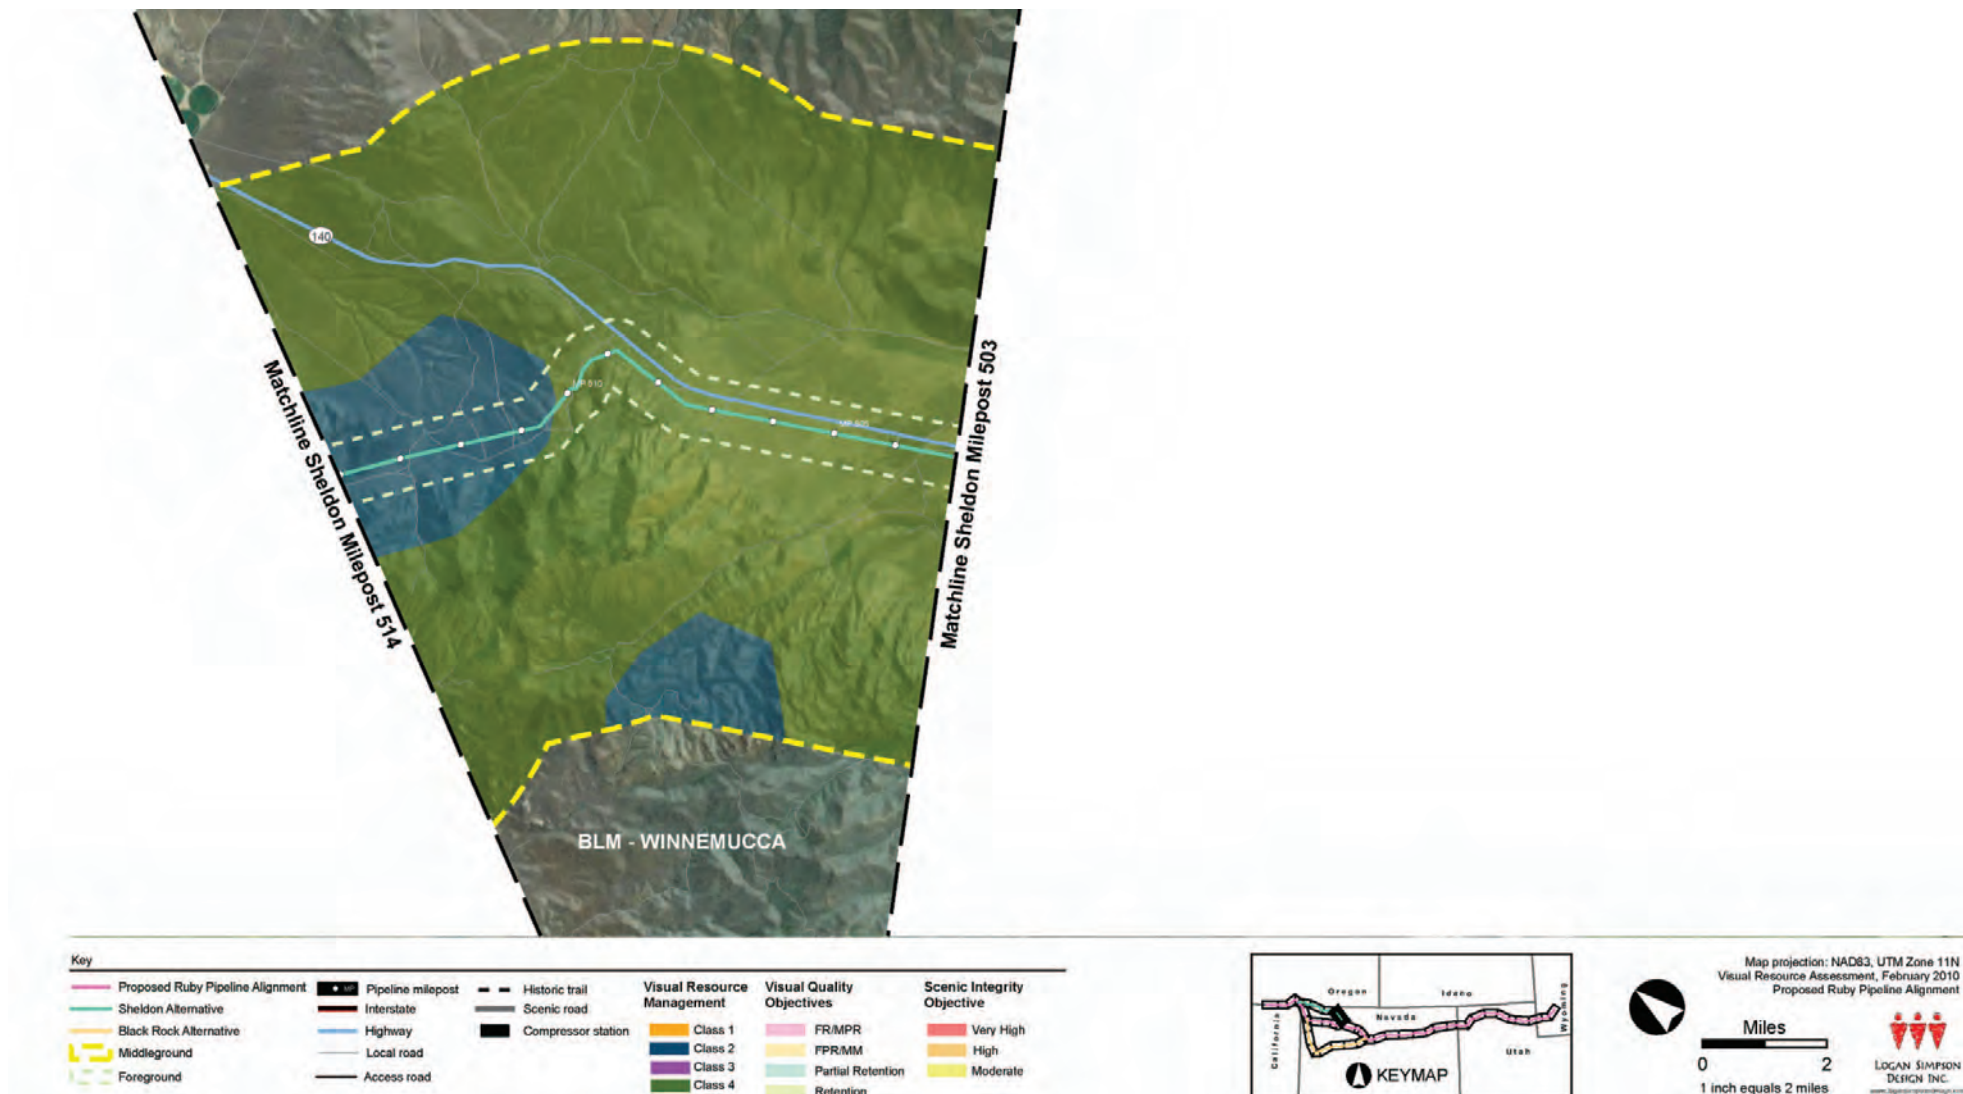 140
MP 510
MP 505
Matchline Sheldon Milepost 514
Matchline Sheldon Milepost 503
BLM - WINNEMUCCA
Key
Proposed Ruby Pipeline Alignment
Sheldon Alternative
Black Rock Alternative
Middleground
Foreground
MP
Pipeline milepost
Interstate
Highway
Local road
Access road
Historic trail
Scenic road
Compressor station
Visual Resource
Management
Class 1
Class 2
Class 3
Class 4
Visual Quality
Objectives
FR/MPR
FPR/MM
Partial Retention
Retention
Scenic Integrity
Objective
Very High
High
Moderate
Oregon
Idaho
Wyoming
Nevada
California
Utah
KEYMAP
Map projection: NAD83, UTM Zone 11N
Visual Resource Assessment, February 2010
Proposed Ruby Pipeline Alignment
Miles
0 2
1 inch equals 2 miles
LOGAN SIMPSON
DESIGN INC.